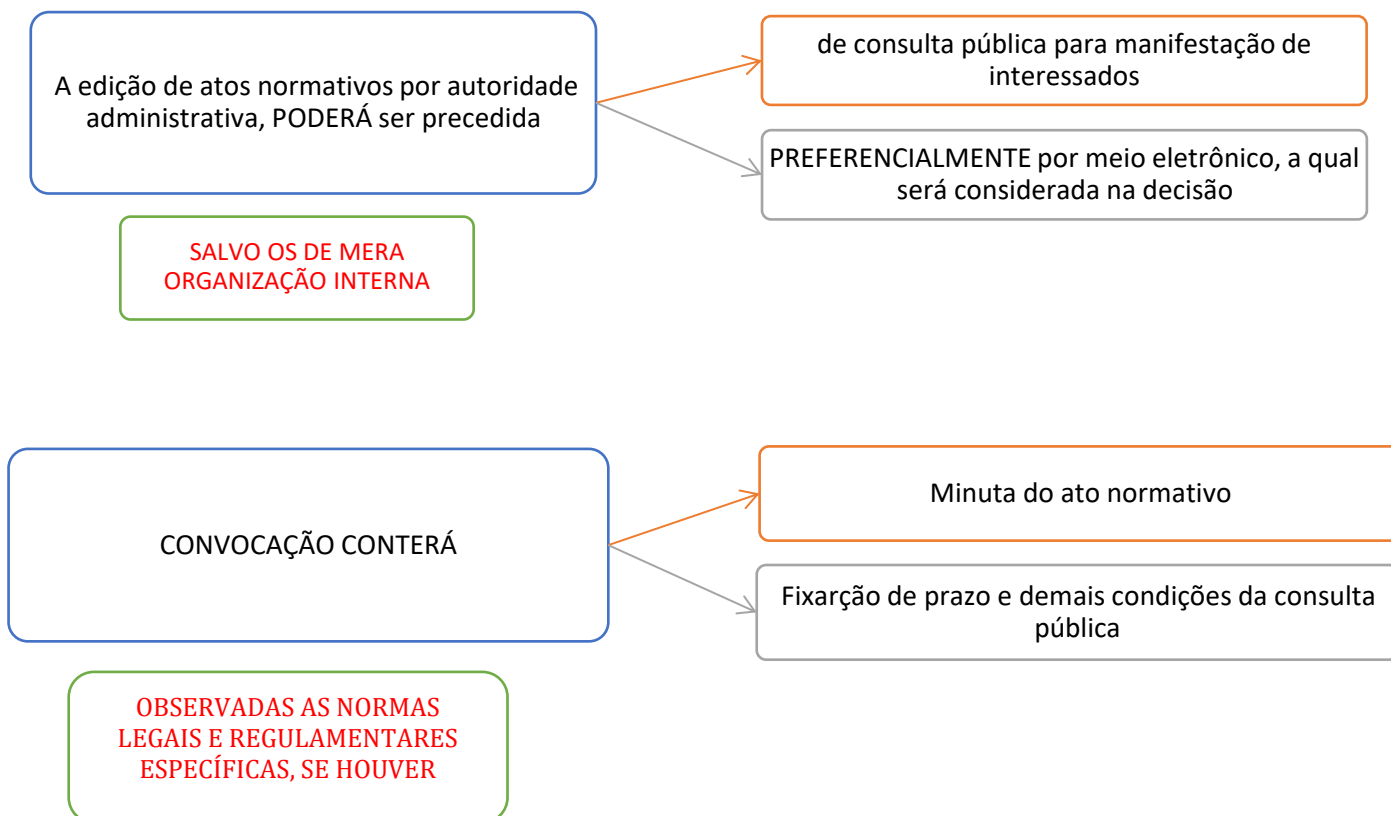 A edição de atos normativos por autoridade
administrativa, PODERÁ ser precedida
de consulta pública para manifestação de
interessados
PREFERENCIALMENTE por meio eletrônico, a qual
será considerada na decisão
SALVO OS DE MERA
ORGANIZAÇÃO INTERNA
CONVOCAÇÃO CONTERÁ
Minuta do ato normativo
Fixarção de prazo e demais condições da consulta
pública
OBSERVADAS AS NORMAS
LEGAIS E REGULAMENTARES
ESPECÍFICAS, SE HOUVER